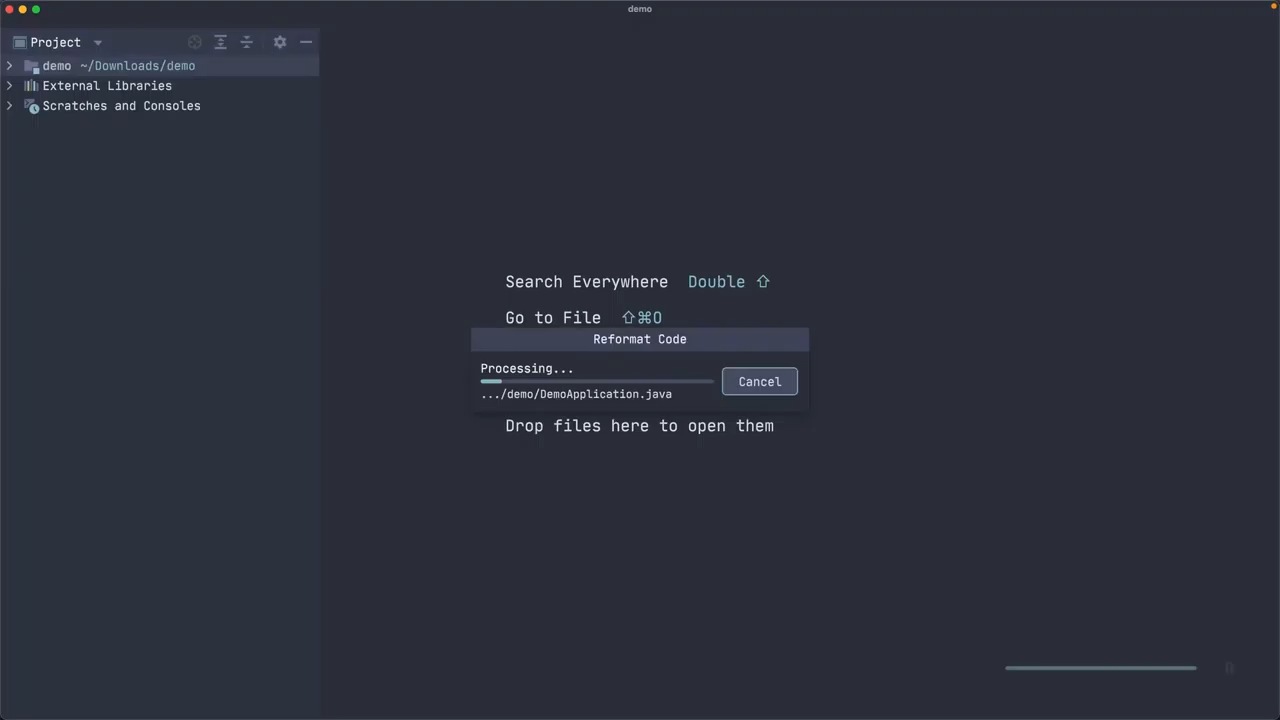 demo
Project
demo ~/Downloads/demo
External Libraries
Scratches and Consoles
Search Everywhere Double ⇧
Go to File ⇧⌘O
Reformat Code
Processing...
Cancel
.../demo/DemoApplication.java
Drop files here to open them